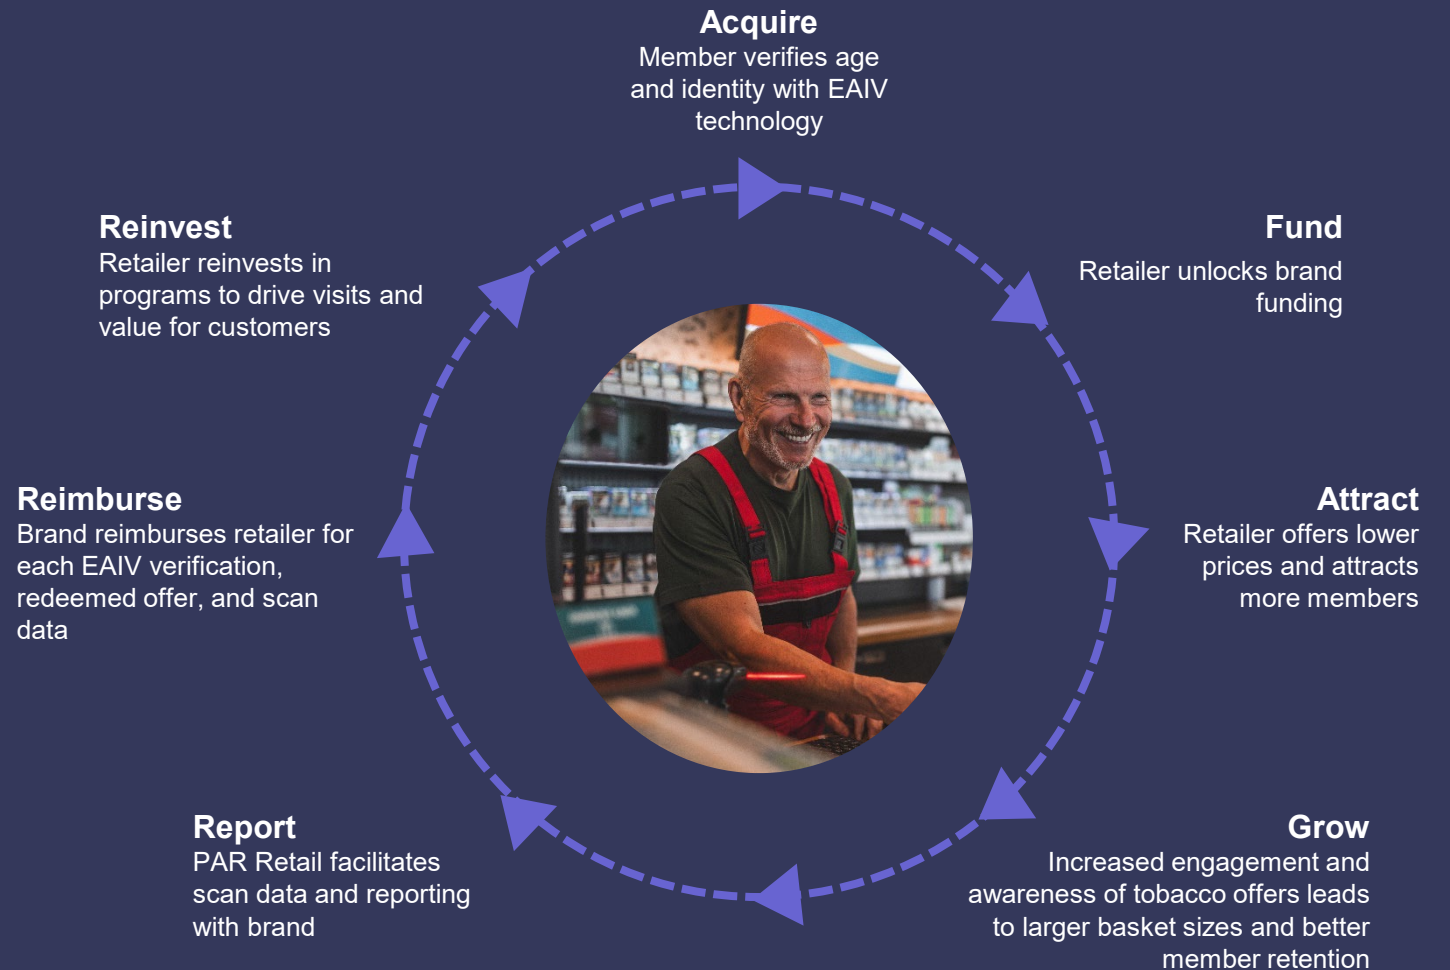 Acquire
Member verifies age
and identity with EAIV
technology
Fund
Retailer unlocks brand
funding
Attract
Retailer offers lower
prices and attracts
more members
Grow
Increased engagement and
awareness of tobacco offers leads
to larger basket sizes and better
member retention
Report
PAR Retail facilitates
scan data and reporting
with brand
Reimburse
Brand reimburses retailer for
each EAIV verification,
redeemed offer, and scan
data
Reinvest
Retailer reinvests in
programs to drive visits and
value for customers